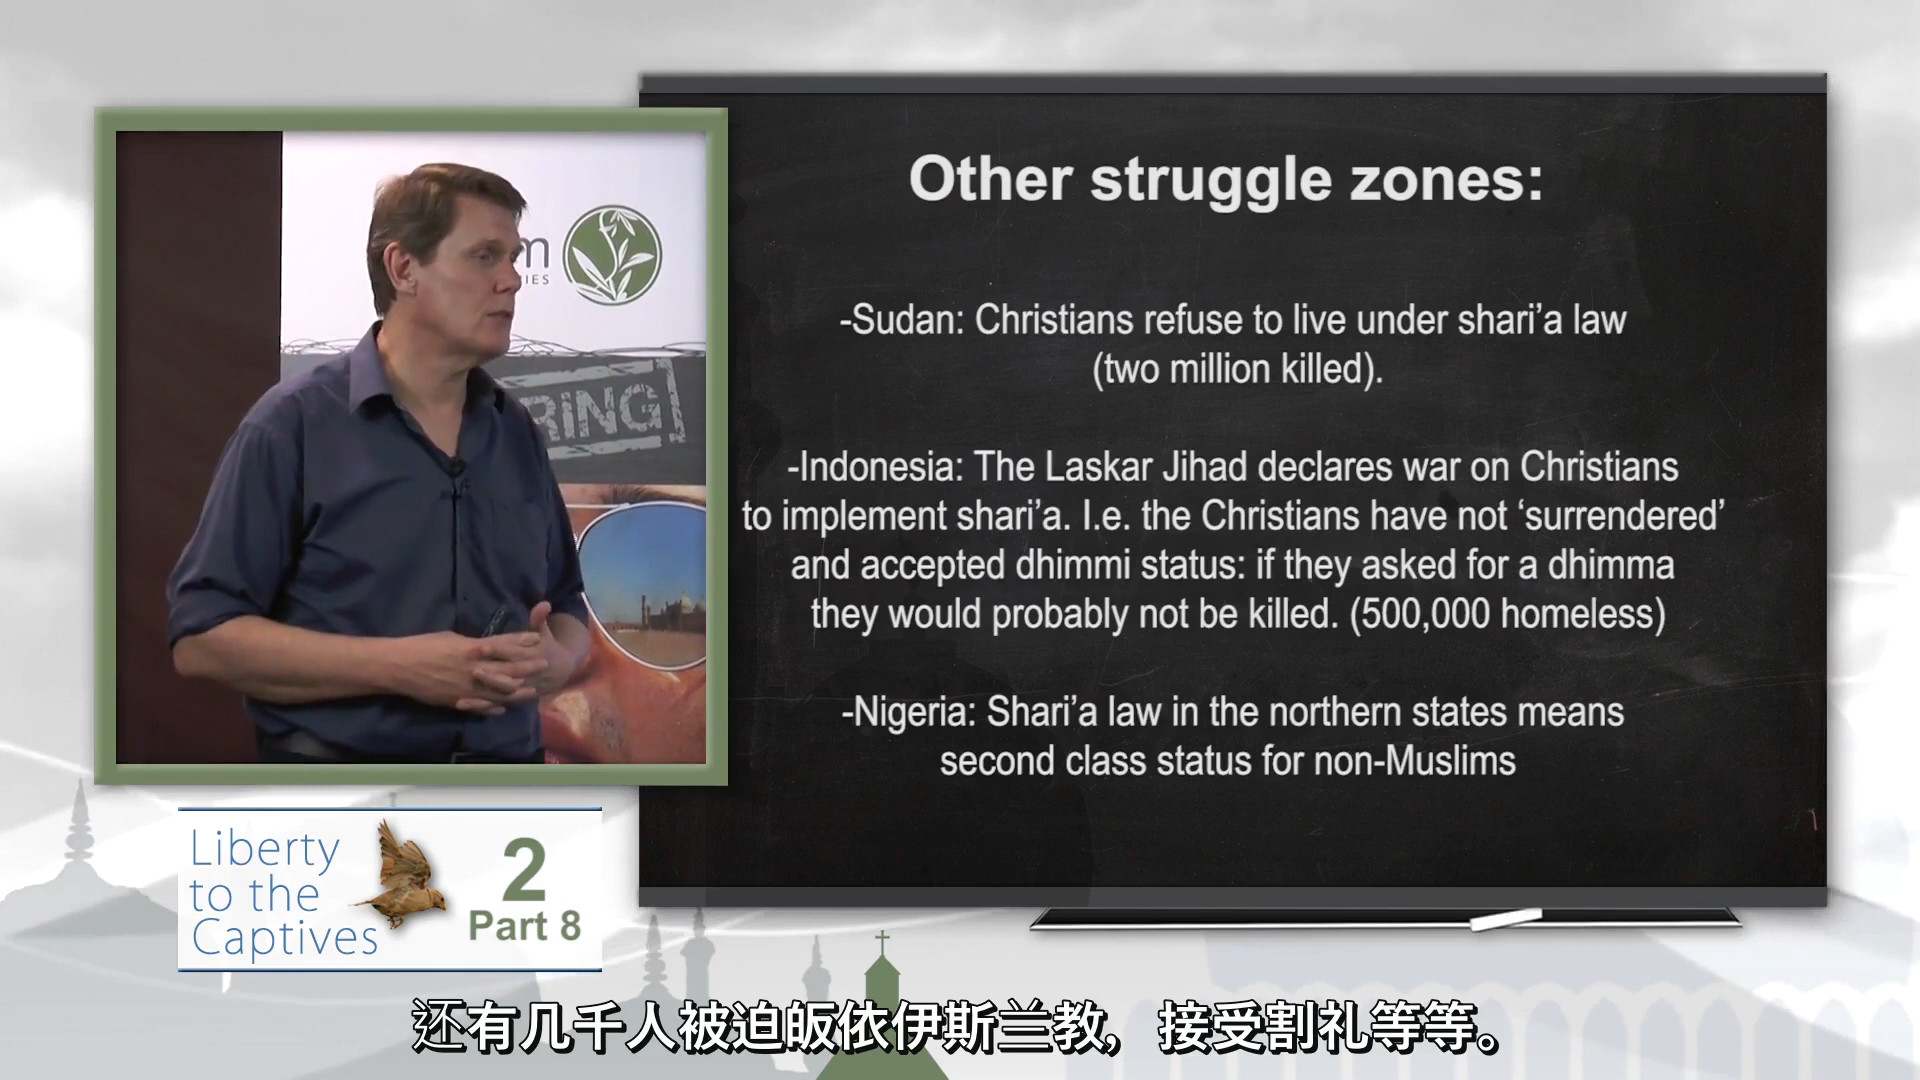 Other struggle zones:
-Sudan: Christians refuse to live under shari’a law
(two million killed).
-Indonesia: The Laskar Jihad declares war on Christians
to implement shari’a. I.e. the Christians have not ‘surrendered’
and accepted dhimmi status: if they asked for a dhimma
they would probably not be killed. (500,000 homeless)
-Nigeria: Shari’a law in the northern states means
second class status for non-Muslims
Liberty
to the
Captives
2
Part 8
还有几千人被迫皈依伊斯兰教，接受割礼等等。